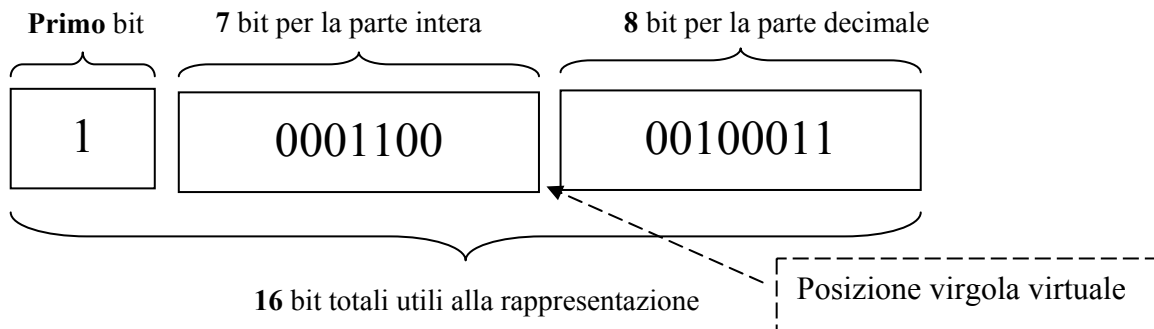 Primo bit
7 bit per la parte intera
8 bit per la parte decimale
1
0001100
00100011
16 bit totali utili alla rappresentazione
Posizione virgola virtuale